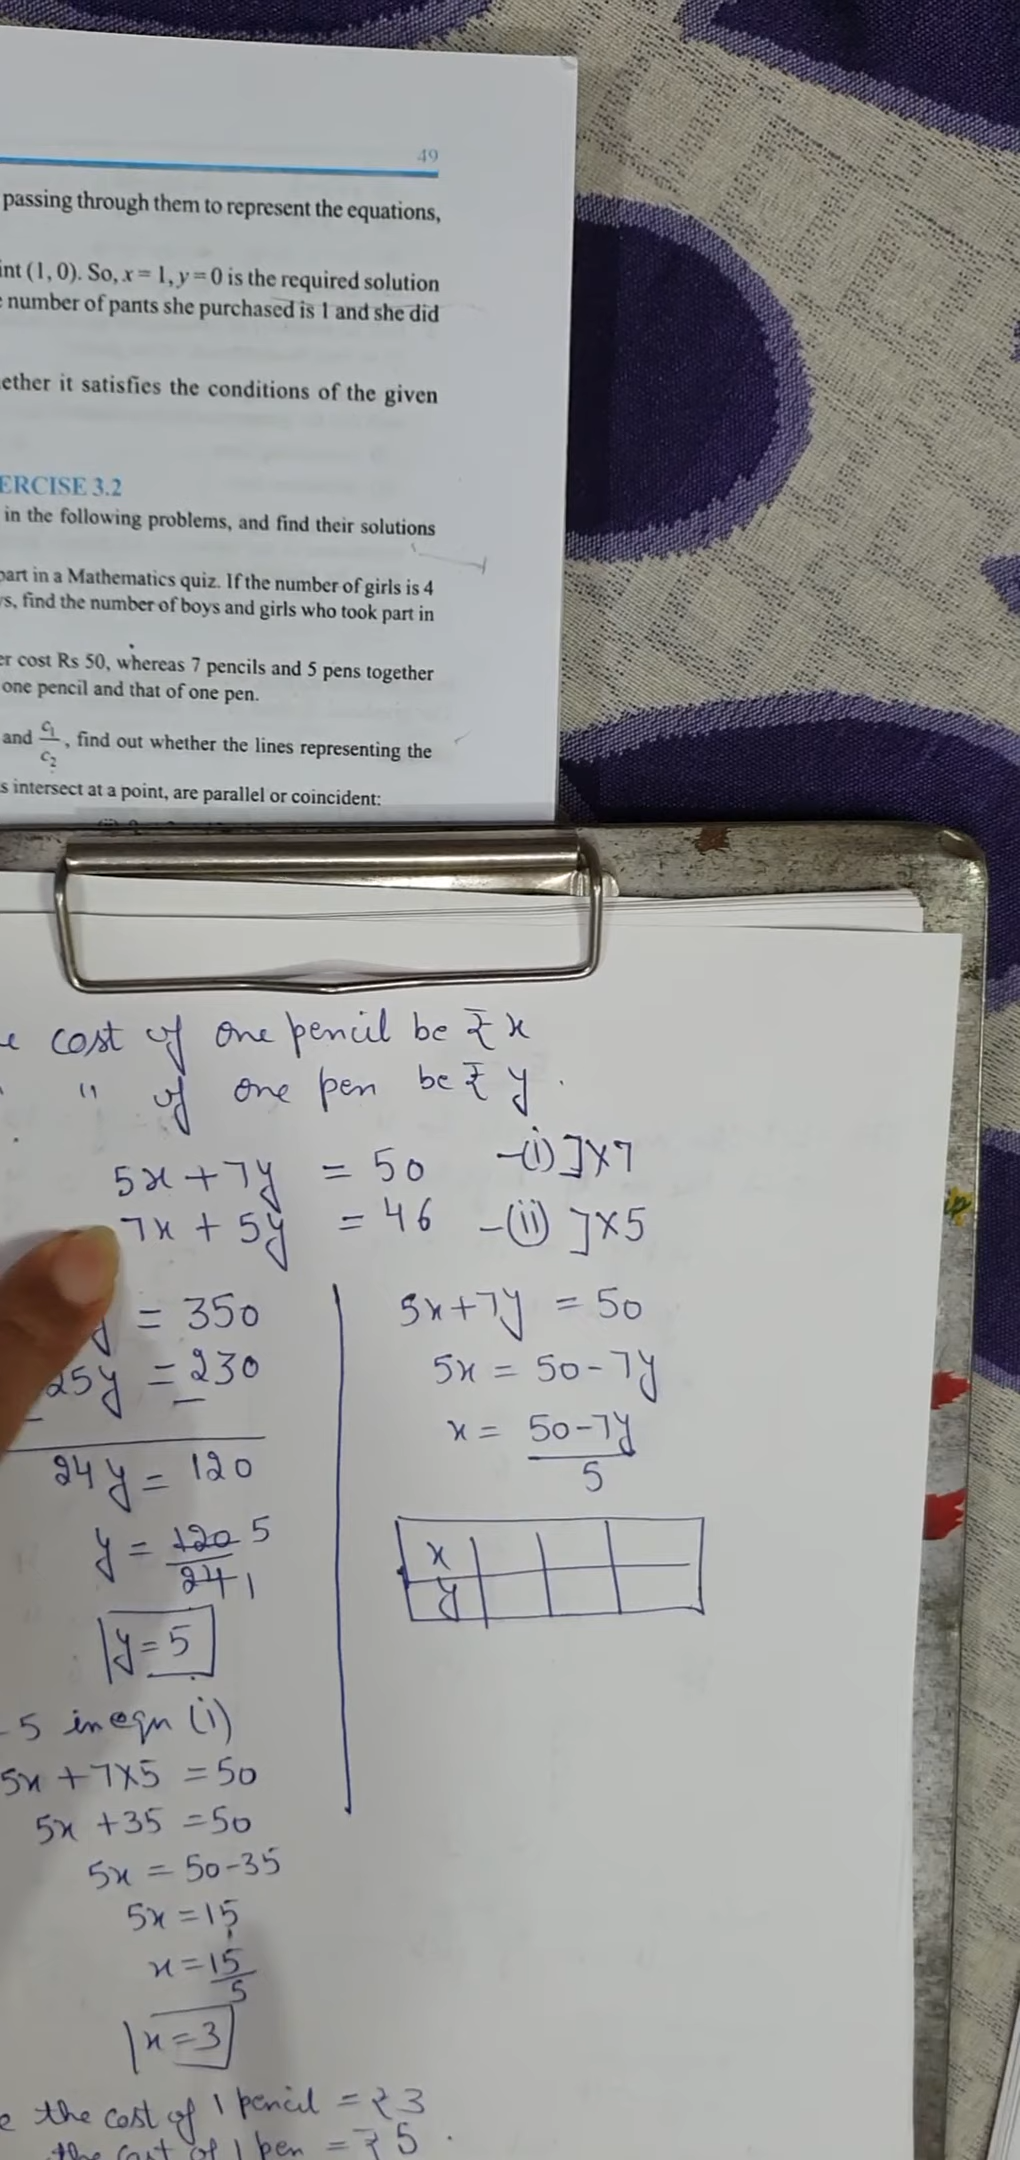 49
passing through them to represent the equations,
int (1, 0). So, x = 1, y = 0 is the required solution
number of pants she purchased is 1 and she did
ether it satisfies the conditions of the given
ERCISE 3.2
in the following problems, and find their solutions
part in a Mathematics quiz. If the number of girls is 4
s, find the number of boys and girls who took part in
er cost Rs 50, whereas 7 pencils and 5 pens together
one pencil and that of one pen.
and c₁/c₂, find out whether the lines representing the
s intersect at a point, are parallel or coincident:
e cost of one pencil be ₹ x
" of one pen be ₹ y.
5x + 7y = 50 -(i) ]×7
7x + 5y = 46 -(ii) ]×5
y = 350
25y = 230
24y = 120
y = 120/24 5 1
y = 5
5 in eqn (i)
5x + 7×5 = 50
5x + 35 = 50
5x = 50-35
5x = 15
x = 15/5
x = 3
e the cost of 1 pencil = ₹ 3
the cost of 1 pen = ₹ 5.
5x + 7y = 50
5x = 50 - 7y
x = 50-7y/5
x
y